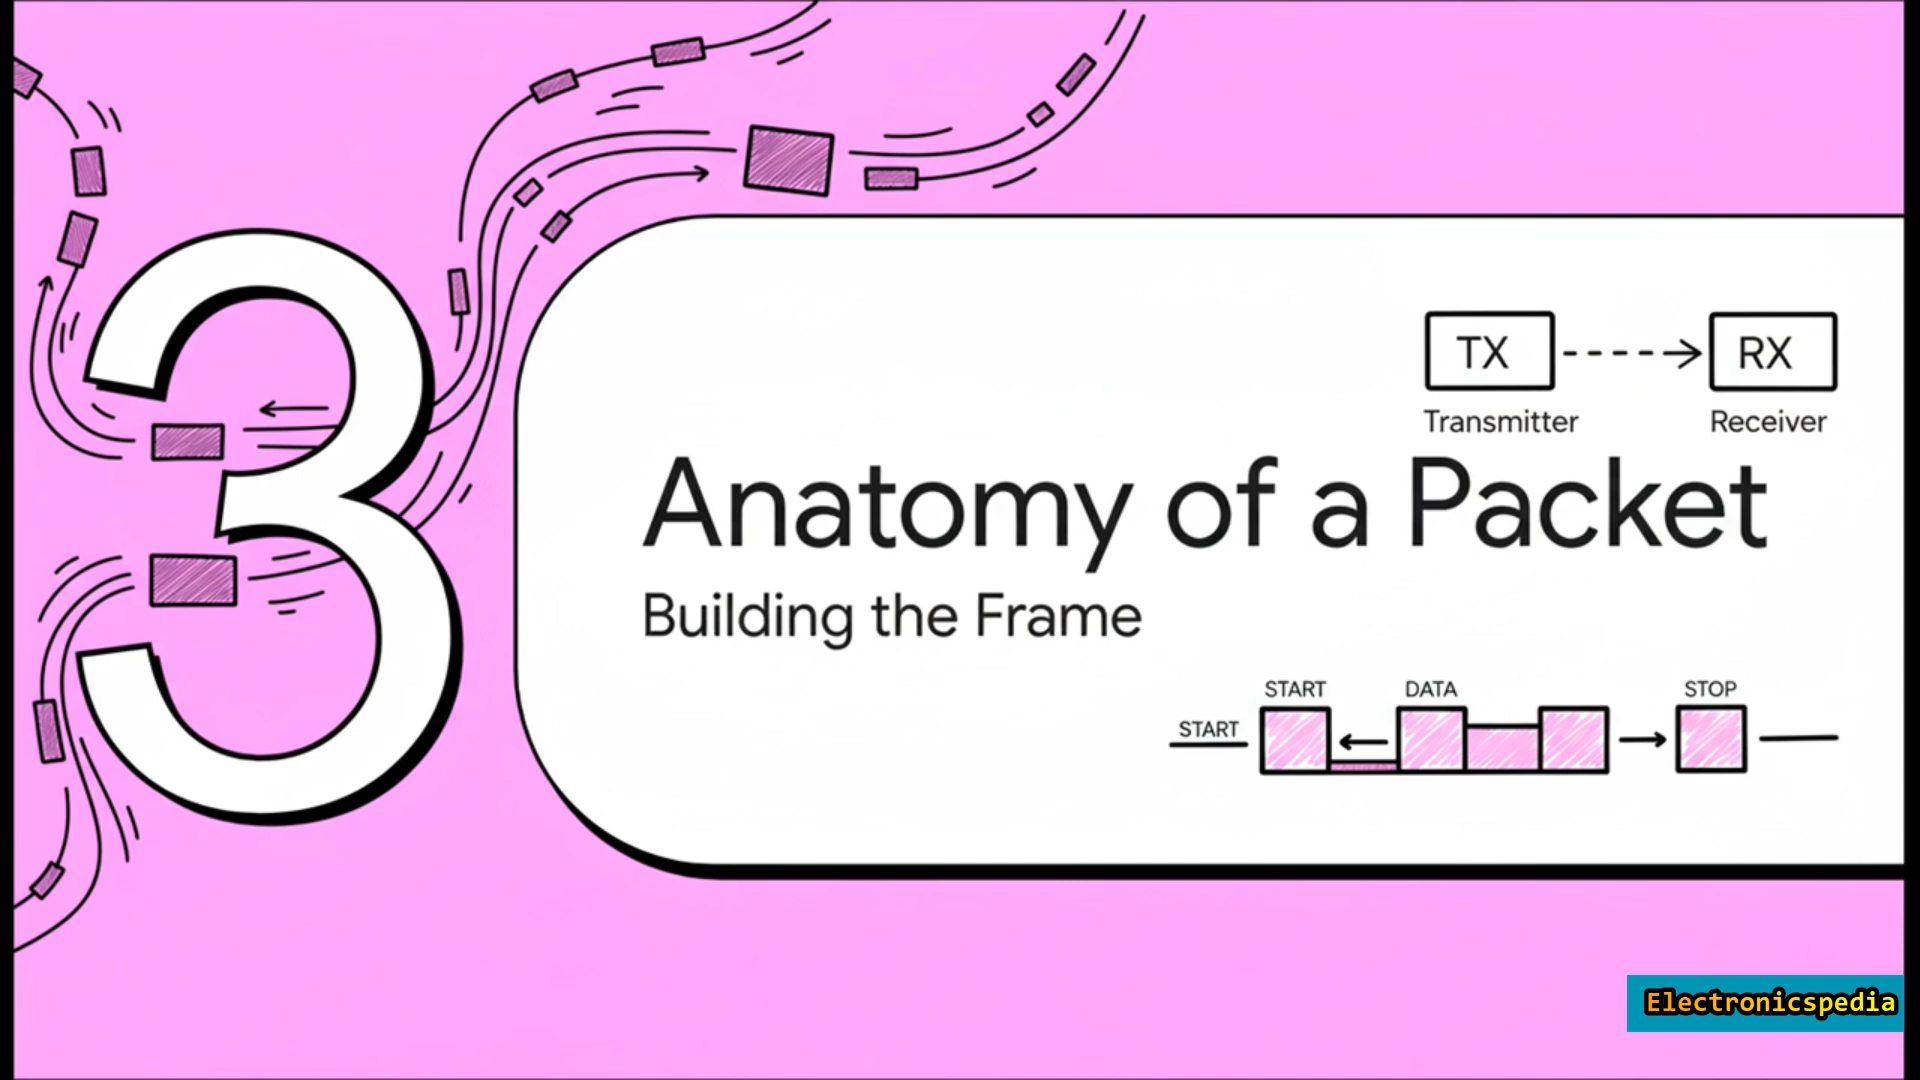 3
TX
RX
Transmitter
Receiver
Anatomy of a Packet
Building the Frame
START
DATA
STOP
START
Electronicspedia